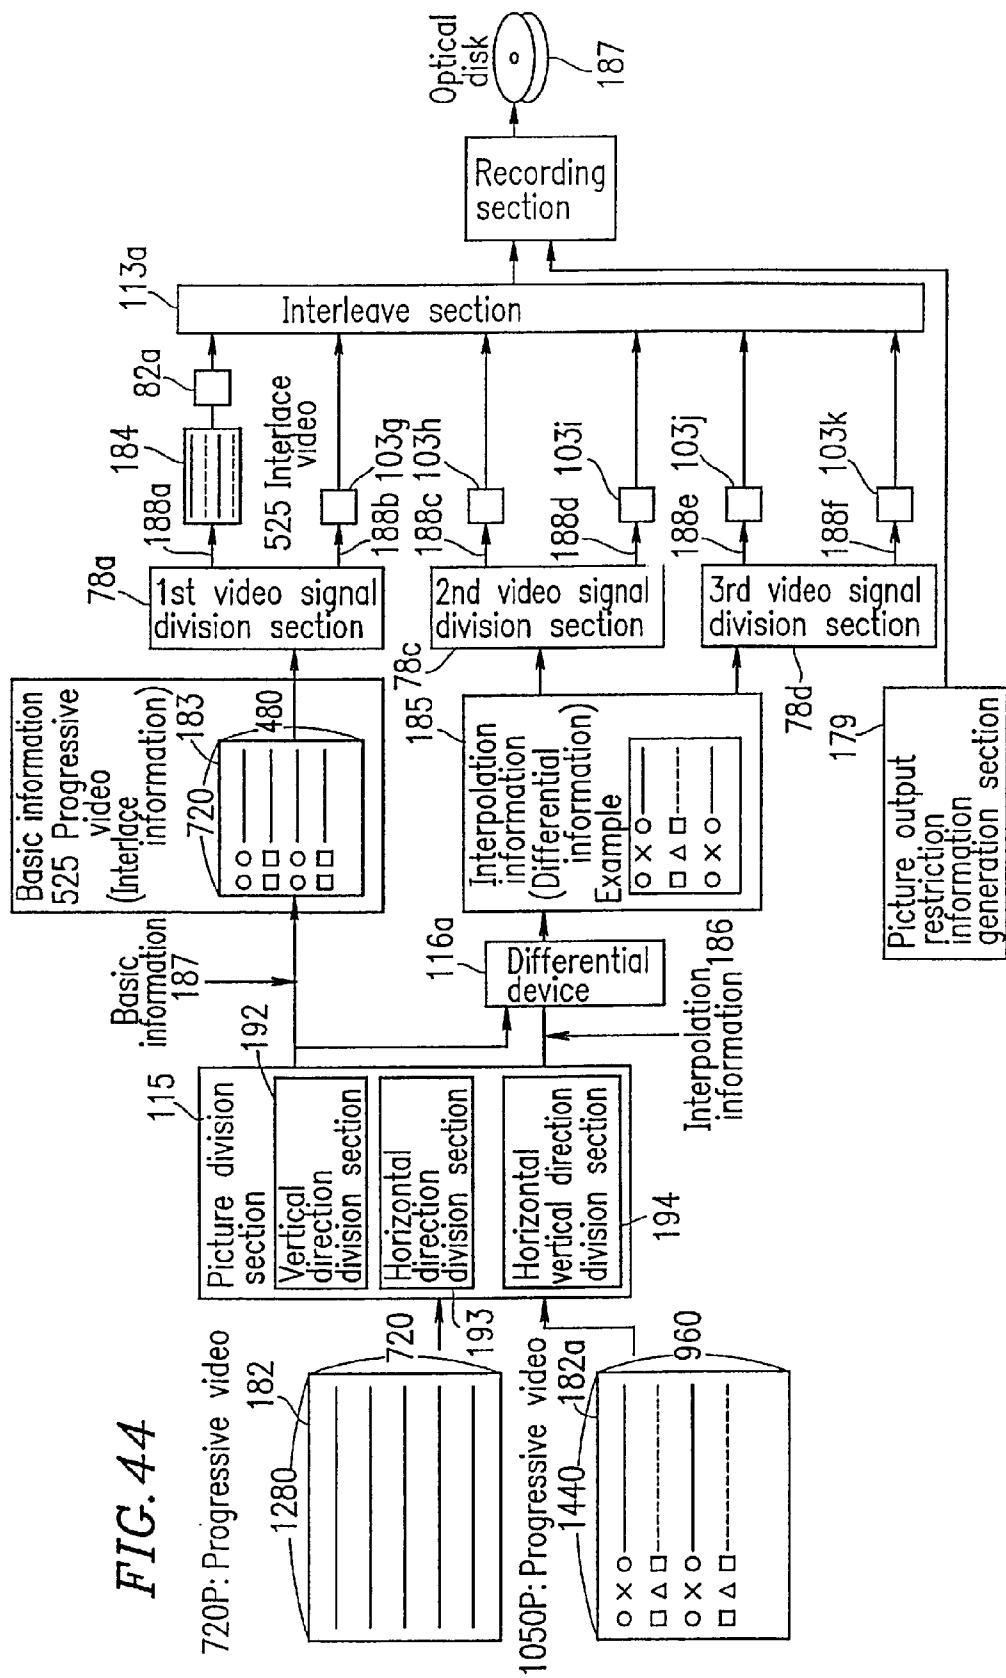 FIG. 44
720P: Progressive video
182
1280
720
1050P: Progressive video
182a
1440
960
○×○
□△□
○×○
□△□
115
Picture division
section
192
Vertical
direction
division section
Horizontal
direction
division section
193
Horizontal
vertical direction
division section
194
Basic
information
187
Interpolation
information 186
116a
Differential
device
Basic information
525 Progressive
video
(Interlace
information)
720
183
480
○○
□□
○○
□□
185
Interpolation
information
(Differential
information)
Example
○×○
□△□
○×○
179
Picture output
restriction
information
generation section
78a
1st video signal
division section
78c
2nd video signal
division section
78d
3rd video signal
division section
188a
184
82a
525 Interlace
video
188b
103g
188c
103h
188d
103i
188e
103j
188f
103k
113a
Interleave section
Recording
section
Optical
disk
187